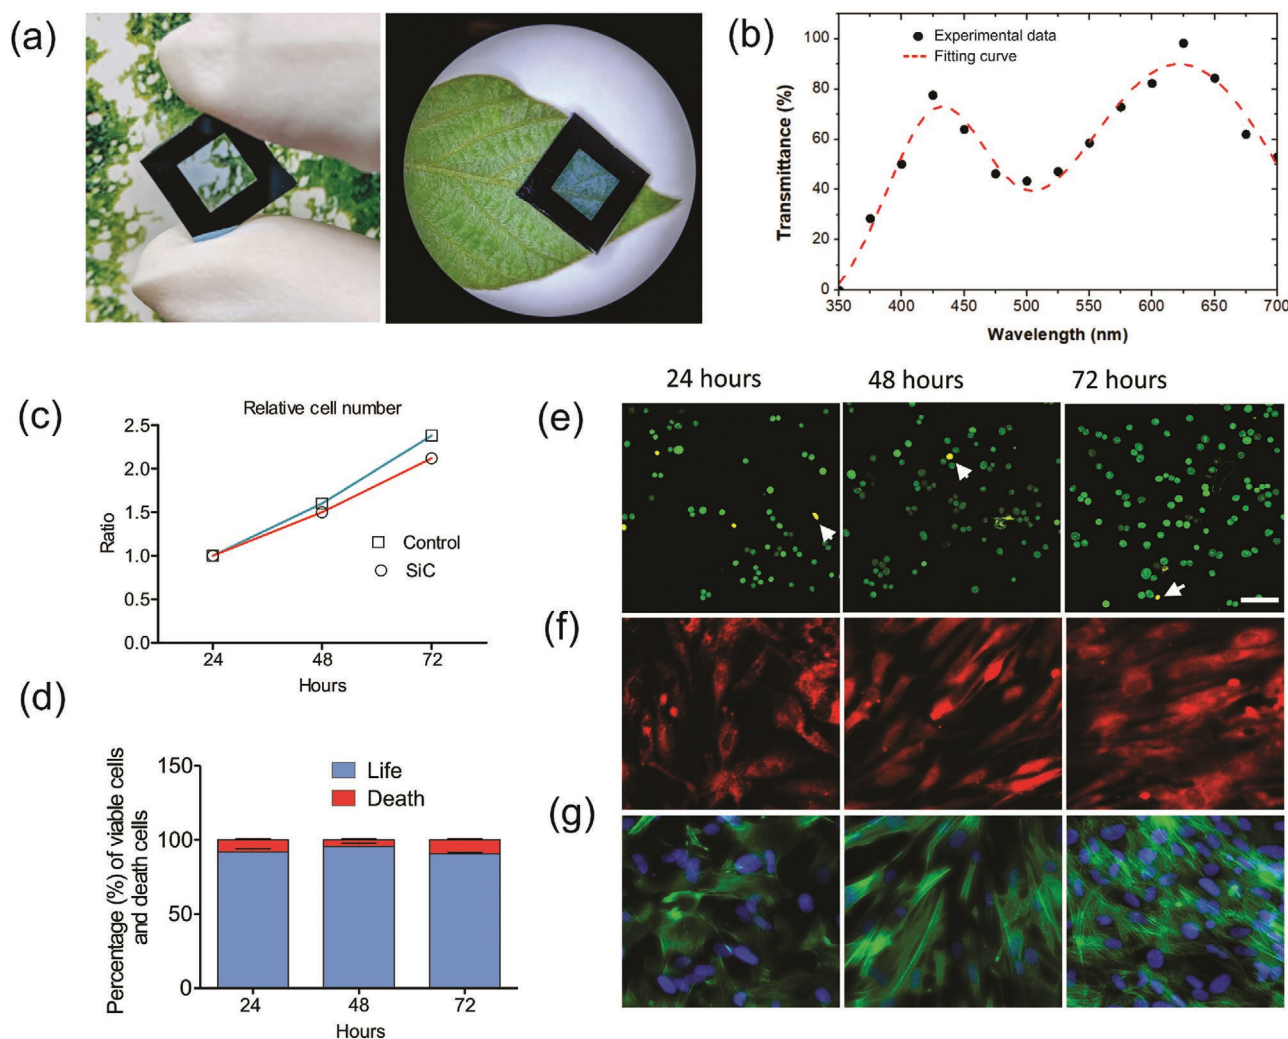 (a)
(b)
Experimental data
Fitting curve
100
80
60
40
20
0
Transmittance (%)
350 400 450 500 550 600 650 700
Wavelength (nm)
(c)
Relative cell number
2.5
2.0
1.5
1.0
0.5
0.0
Ratio
Control
SiC
24 48 72
Hours
(d)
Percentage (%) of viable cells
and death cells
150
100
50
0
Life
Death
24 48 72
Hours
24 hours 48 hours 72 hours
(e)
(f)
(g)